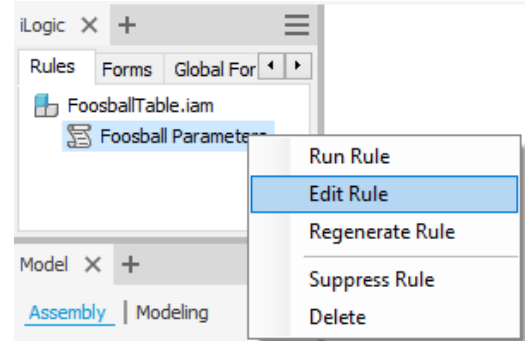 iLogic
Rules Forms Global For
FoosballTable.iam
Foosball Parameters
Run Rule
Edit Rule
Regenerate Rule
Suppress Rule
Delete
Model
Assembly | Modeling